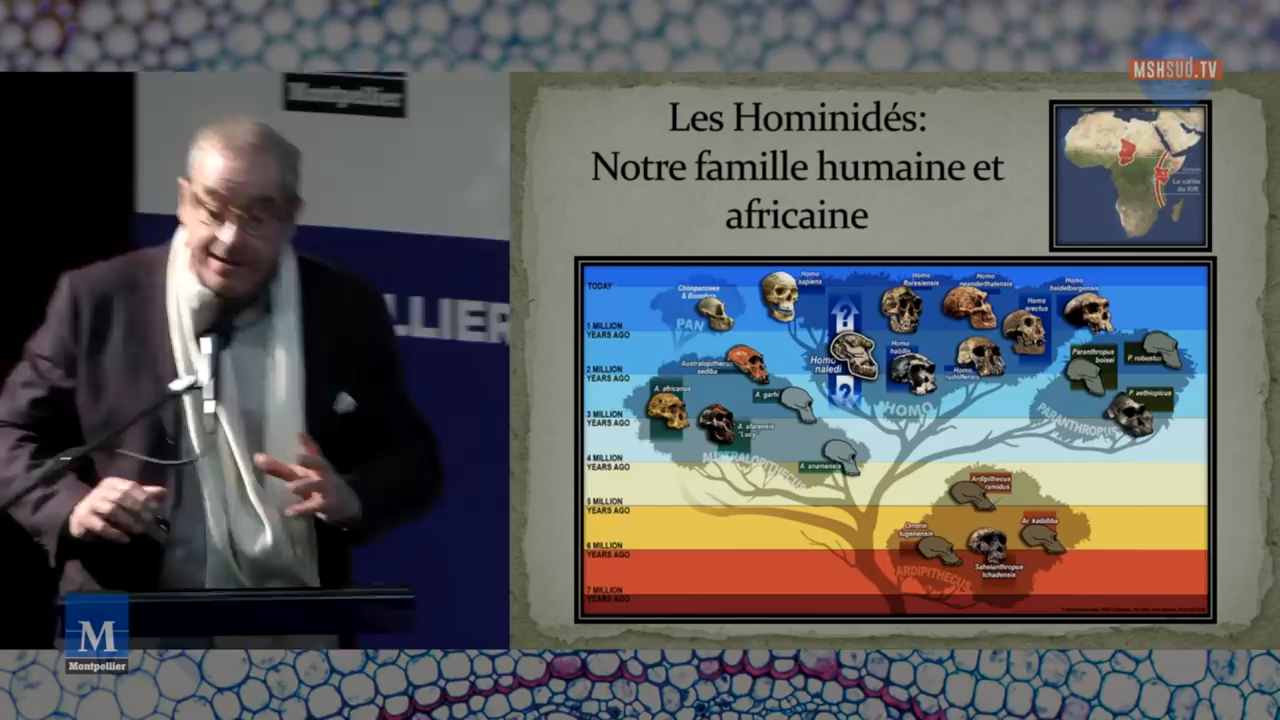 MSHSUD.TV
Montpellier
LLIER
Les Hominidés:
Notre famille humaine et
africaine
La vallée
du Rift
TODAY
1 MILLION
YEARS AGO
2 MILLION
YEARS AGO
3 MILLION
YEARS AGO
4 MILLION
YEARS AGO
5 MILLION
YEARS AGO
6 MILLION
YEARS AGO
7 MILLION
YEARS AGO
Chimpanzees
& Bonobos
PAN
Homo
sapiens
Homo
floresiensis
Homo
neanderthalensis
Homo
heidelbergensis
Homo
erectus
?
Homo
naledi
?
Homo
habilis
Homo
rudolfensis
HOMO
Australopithecus
sediba
A. africanus
A. garhi
A. afarensis
"Lucy"
A. anamensis
AUSTRALOPITHECUS
Paranthropus
boisei
P. robustus
P. aethiopicus
PARANTHROPUS
Ardipithecus
ramidus
Orrorin
tugenensis
Ar. kadabba
Sahelanthropus
tchadensis
ARDIPITHECUS
M
Montpellier